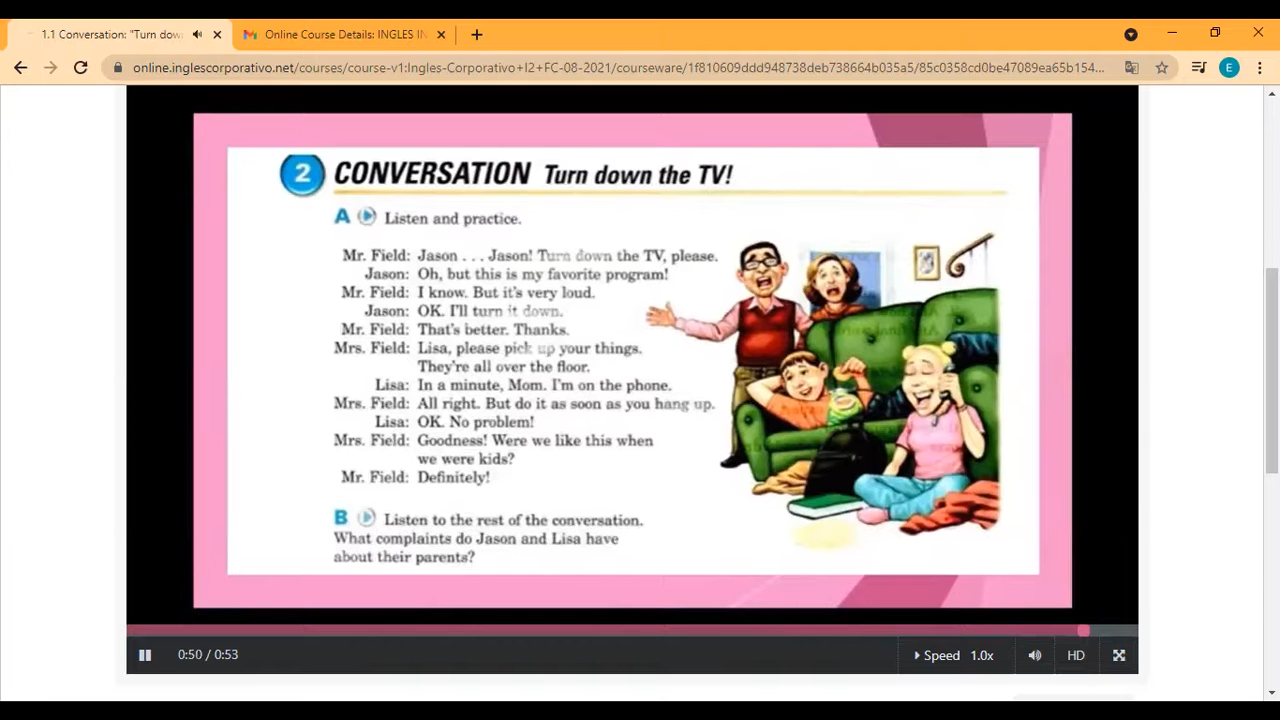 1.1 Conversation: "Turn dow
Online Course Details: INGLES IN
online.inglescorporativo.net/courses/course-v1:Ingles-Corporativo+I2+FC-08-2021/courseware/1f810609ddd948738deb738664b035a5/85c0358cd0be47089ea65b154...
E
2 CONVERSATION Turn down the TV!
A Listen and practice.
Mr. Field: Jason . . . Jason! Turn down the TV, please.
Jason: Oh, but this is my favorite program!
Mr. Field: I know. But it's very loud.
Jason: OK. I'll turn it down.
Mr. Field: That's better. Thanks.
Mrs. Field: Lisa, please pick up your things.
They're all over the floor.
Lisa: In a minute, Mom. I'm on the phone.
Mrs. Field: All right. But do it as soon as you hang up.
Lisa: OK. No problem!
Mrs. Field: Goodness! Were we like this when
we were kids?
Mr. Field: Definitely!
B Listen to the rest of the conversation.
What complaints do Jason and Lisa have
about their parents?
0:50 / 0:53
Speed 1.0x
HD